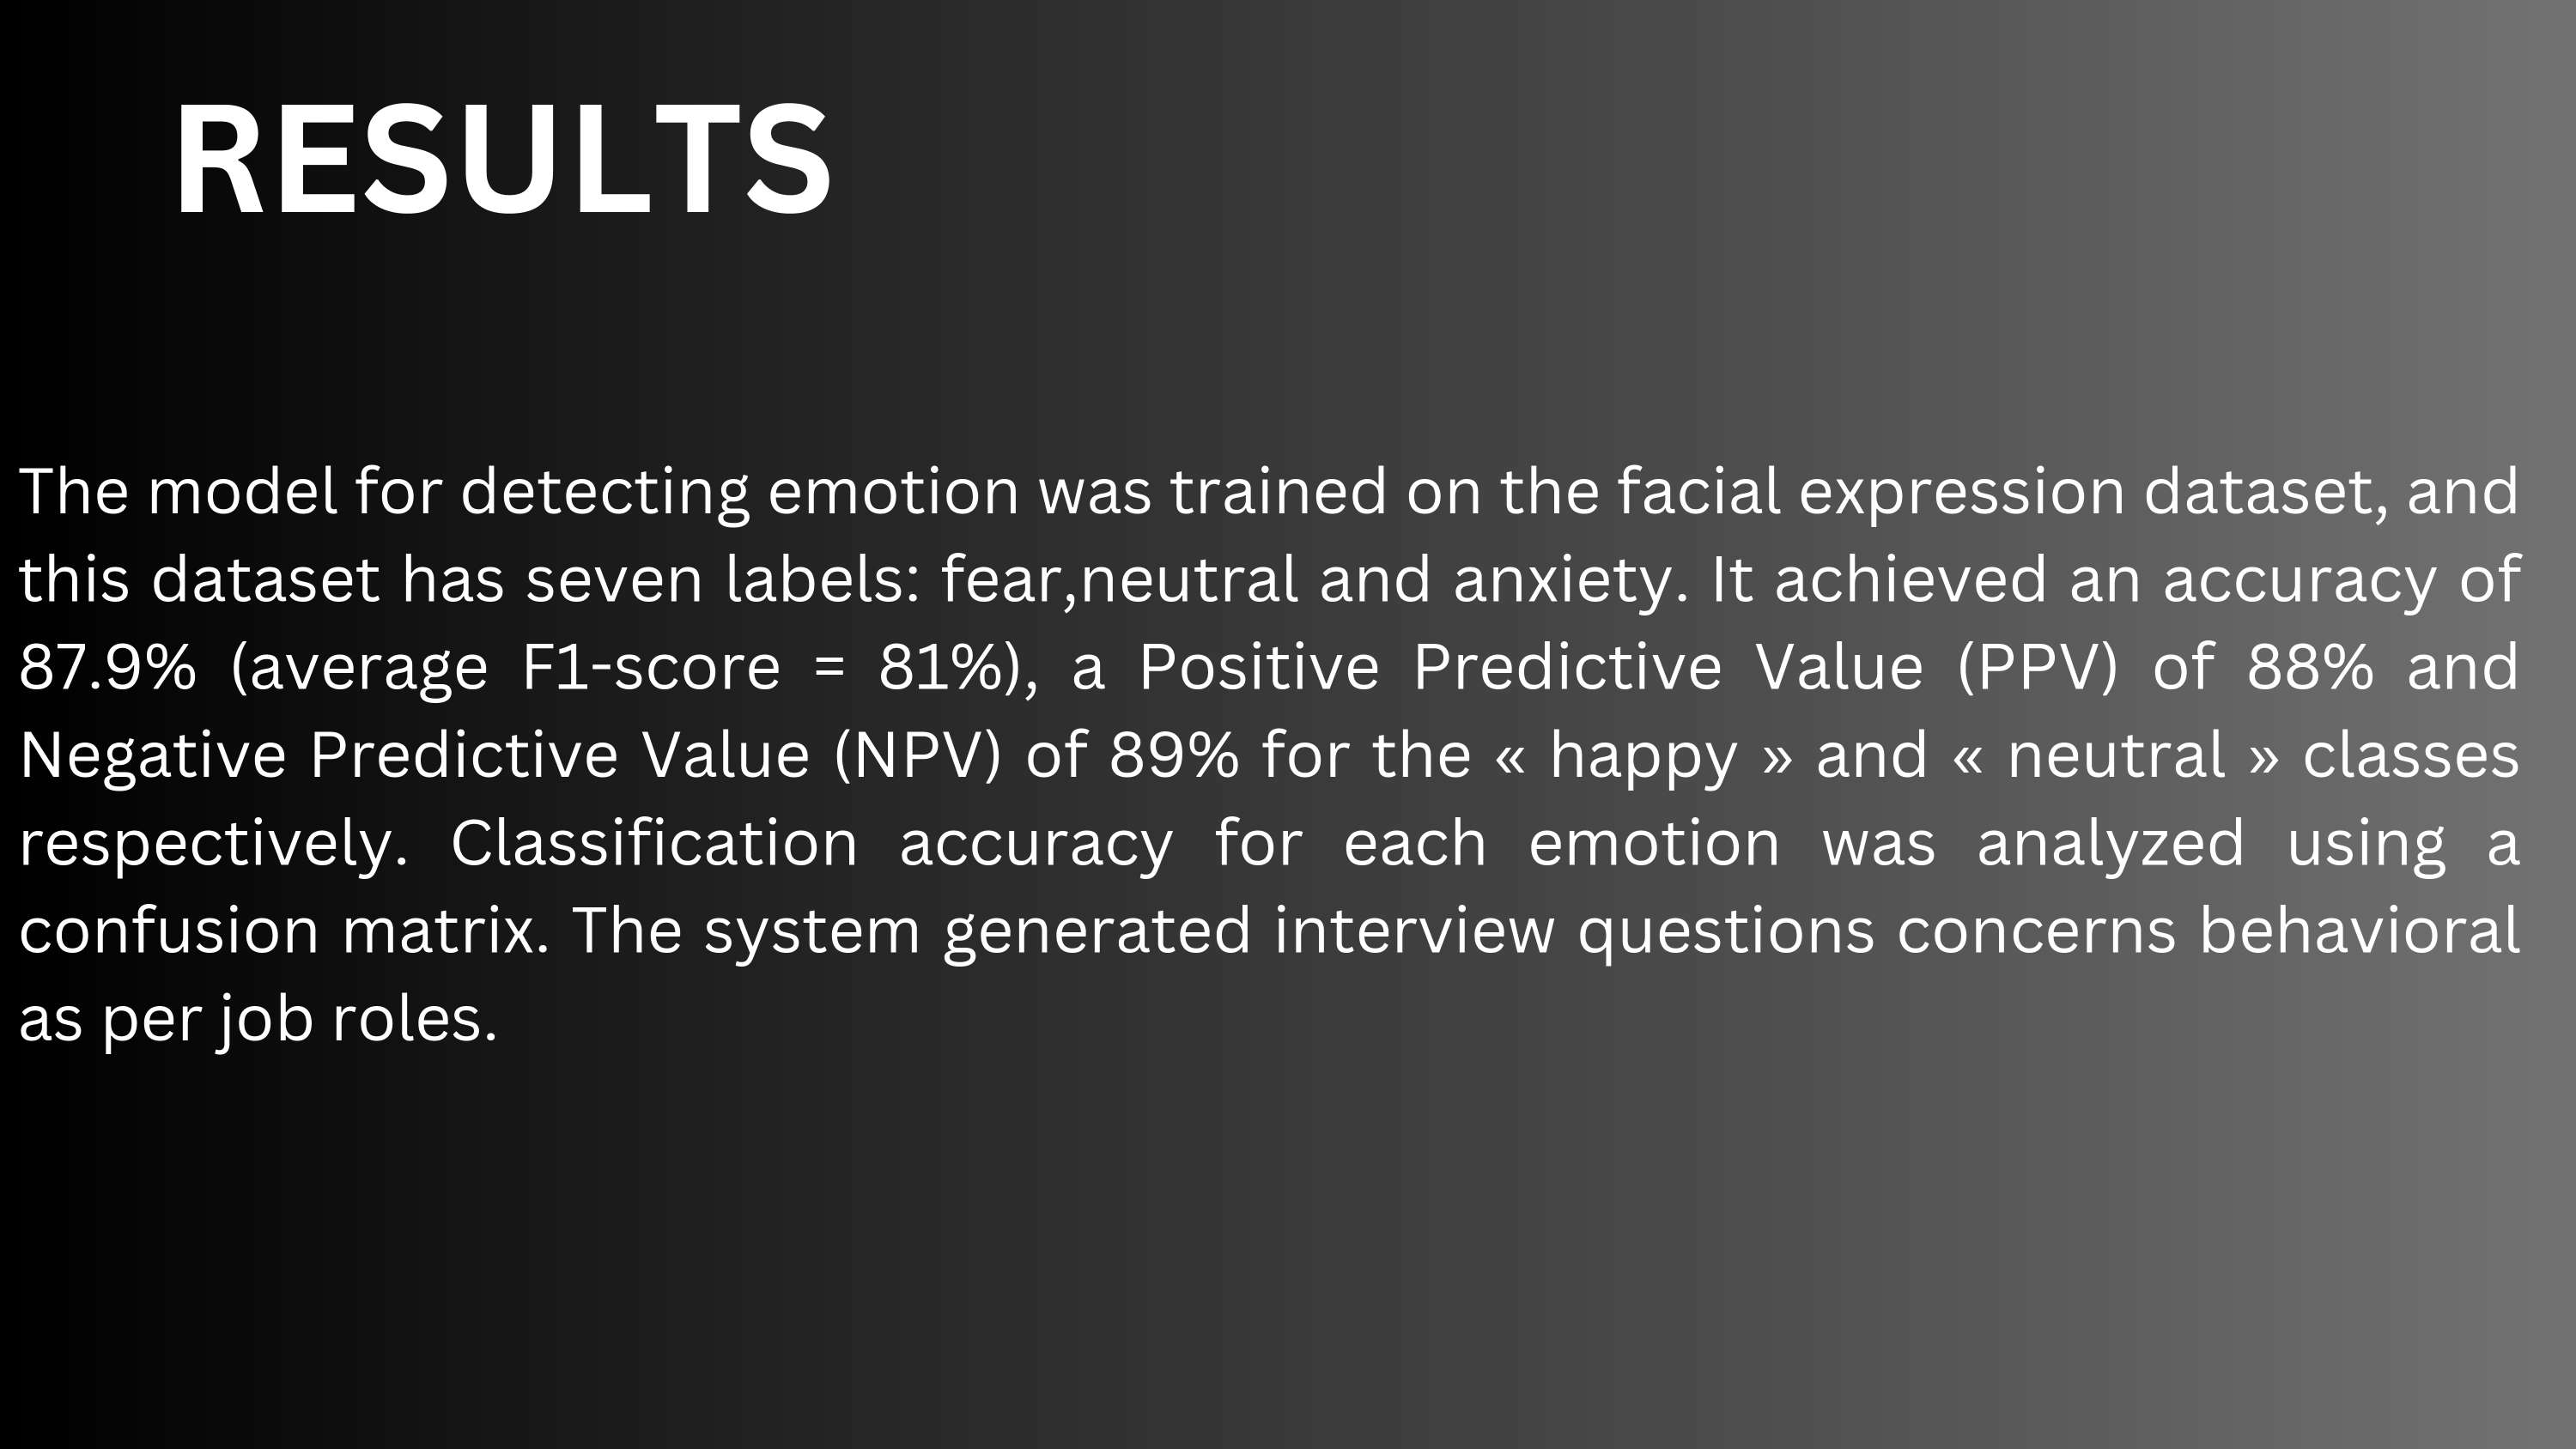 RESULTS
The model for detecting emotion was trained on the facial expression dataset, and
this dataset has seven labels: fear,neutral and anxiety. It achieved an accuracy of
87.9% (average F1-score = 81%), a Positive Predictive Value (PPV) of 88% and
Negative Predictive Value (NPV) of 89% for the « happy » and « neutral » classes
respectively. Classification accuracy for each emotion was analyzed using a
confusion matrix. The system generated interview questions concerns behavioral
as per job roles.